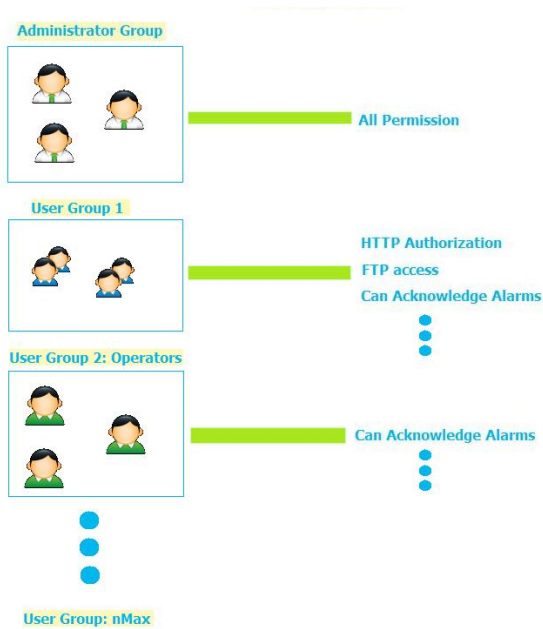 Administrator Group
All Permission
User Group 1
HTTP Authorization
FTP access
Can Acknowledge Alarms
User Group 2: Operators
Can Acknowledge Alarms
User Group: nMax